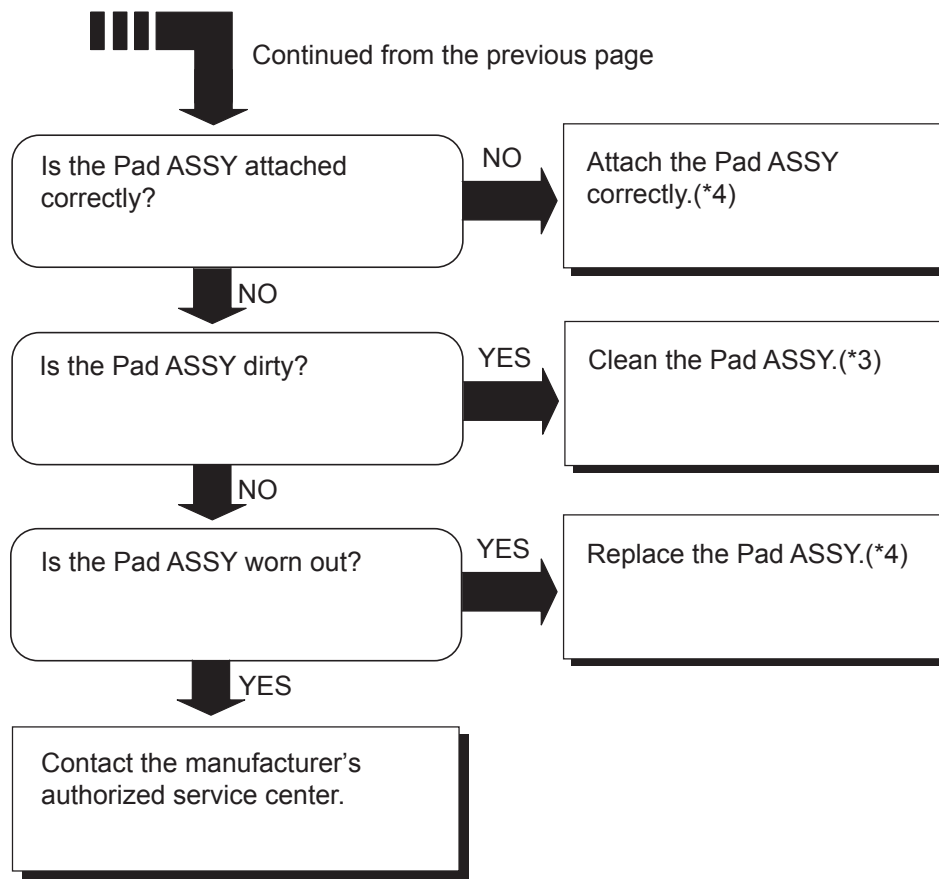 Continued from the previous page
Is the Pad ASSY attached
correctly?
NO
Attach the Pad ASSY
correctly.(*4)
NO
Is the Pad ASSY dirty?
YES
Clean the Pad ASSY.(*3)
NO
Is the Pad ASSY worn out?
YES
Replace the Pad ASSY.(*4)
YES
Contact the manufacturer’s
authorized service center.